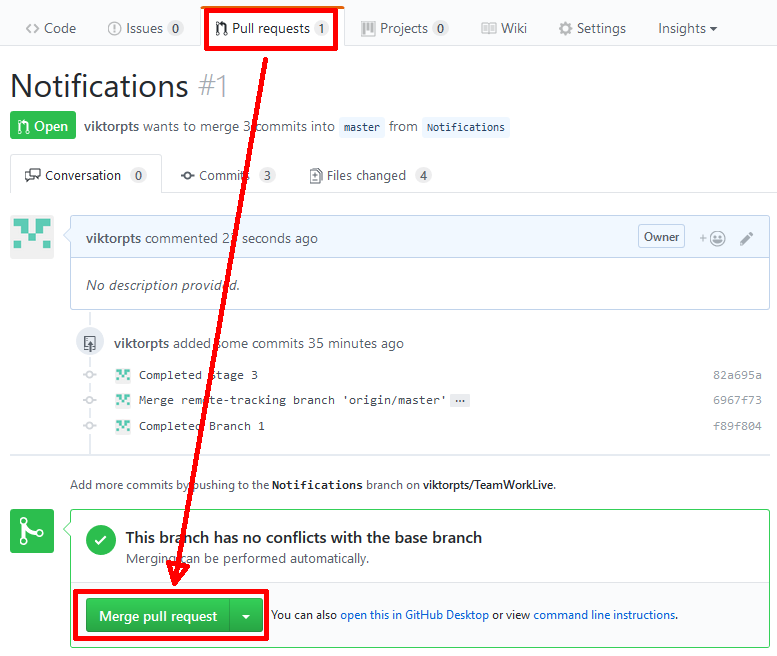 Code Issues 0 Pull requests 1 Projects 0 Wiki Settings Insights
Notifications #1
Open viktorpts wants to merge 3 commits into master from Notifications
Conversation 0 Commits 3 Files changed 4
viktorpts commented 23 seconds ago Owner +
No description provided.
viktorpts added some commits 35 minutes ago
Completed Stage 3 82a695a
Merge remote-tracking branch 'origin/master' … 6967f73
Completed Branch 1 f89f804
Add more commits by pushing to the Notifications branch on viktorpts/TeamWorkLive.
This branch has no conflicts with the base branch
Merging can be performed automatically.
Merge pull request You can also open this in GitHub Desktop or view command line instructions.